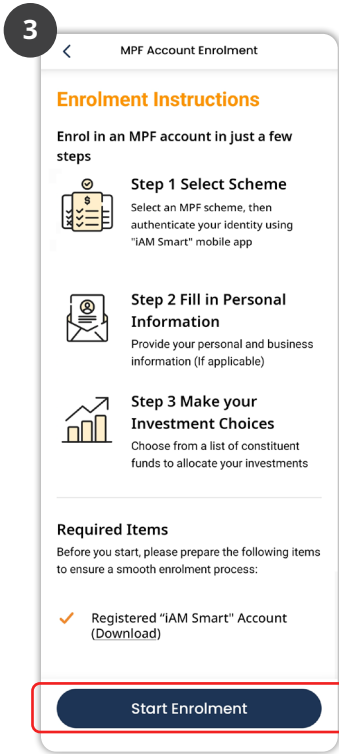 3
MPF Account Enrolment
Enrolment Instructions
Enrol in an MPF account in just a few
steps
$
Step 1 Select Scheme
Select an MPF scheme, then
authenticate your identity using
"iAM Smart" mobile app
Step 2 Fill in Personal
Information
Provide your personal and business
information (If applicable)
Step 3 Make your
Investment Choices
Choose from a list of constituent
funds to allocate your investments
Required Items
Before you start, please prepare the following items
to ensure a smooth enrolment process:
Registered “iAM Smart" Account
(Download)
Start Enrolment